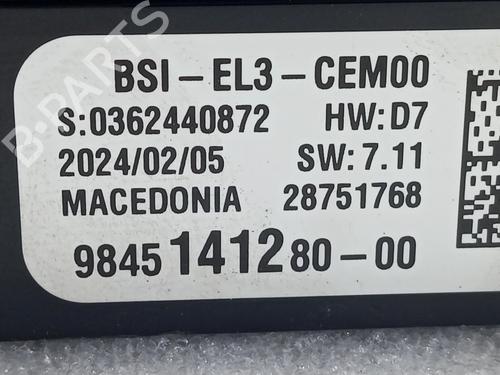 BSI-EL3-CEM00
S:0362440872 HW:D7
2024/02/05 SW:7.11
MACEDONIA 28751768
9845141280-00
B-PARTS